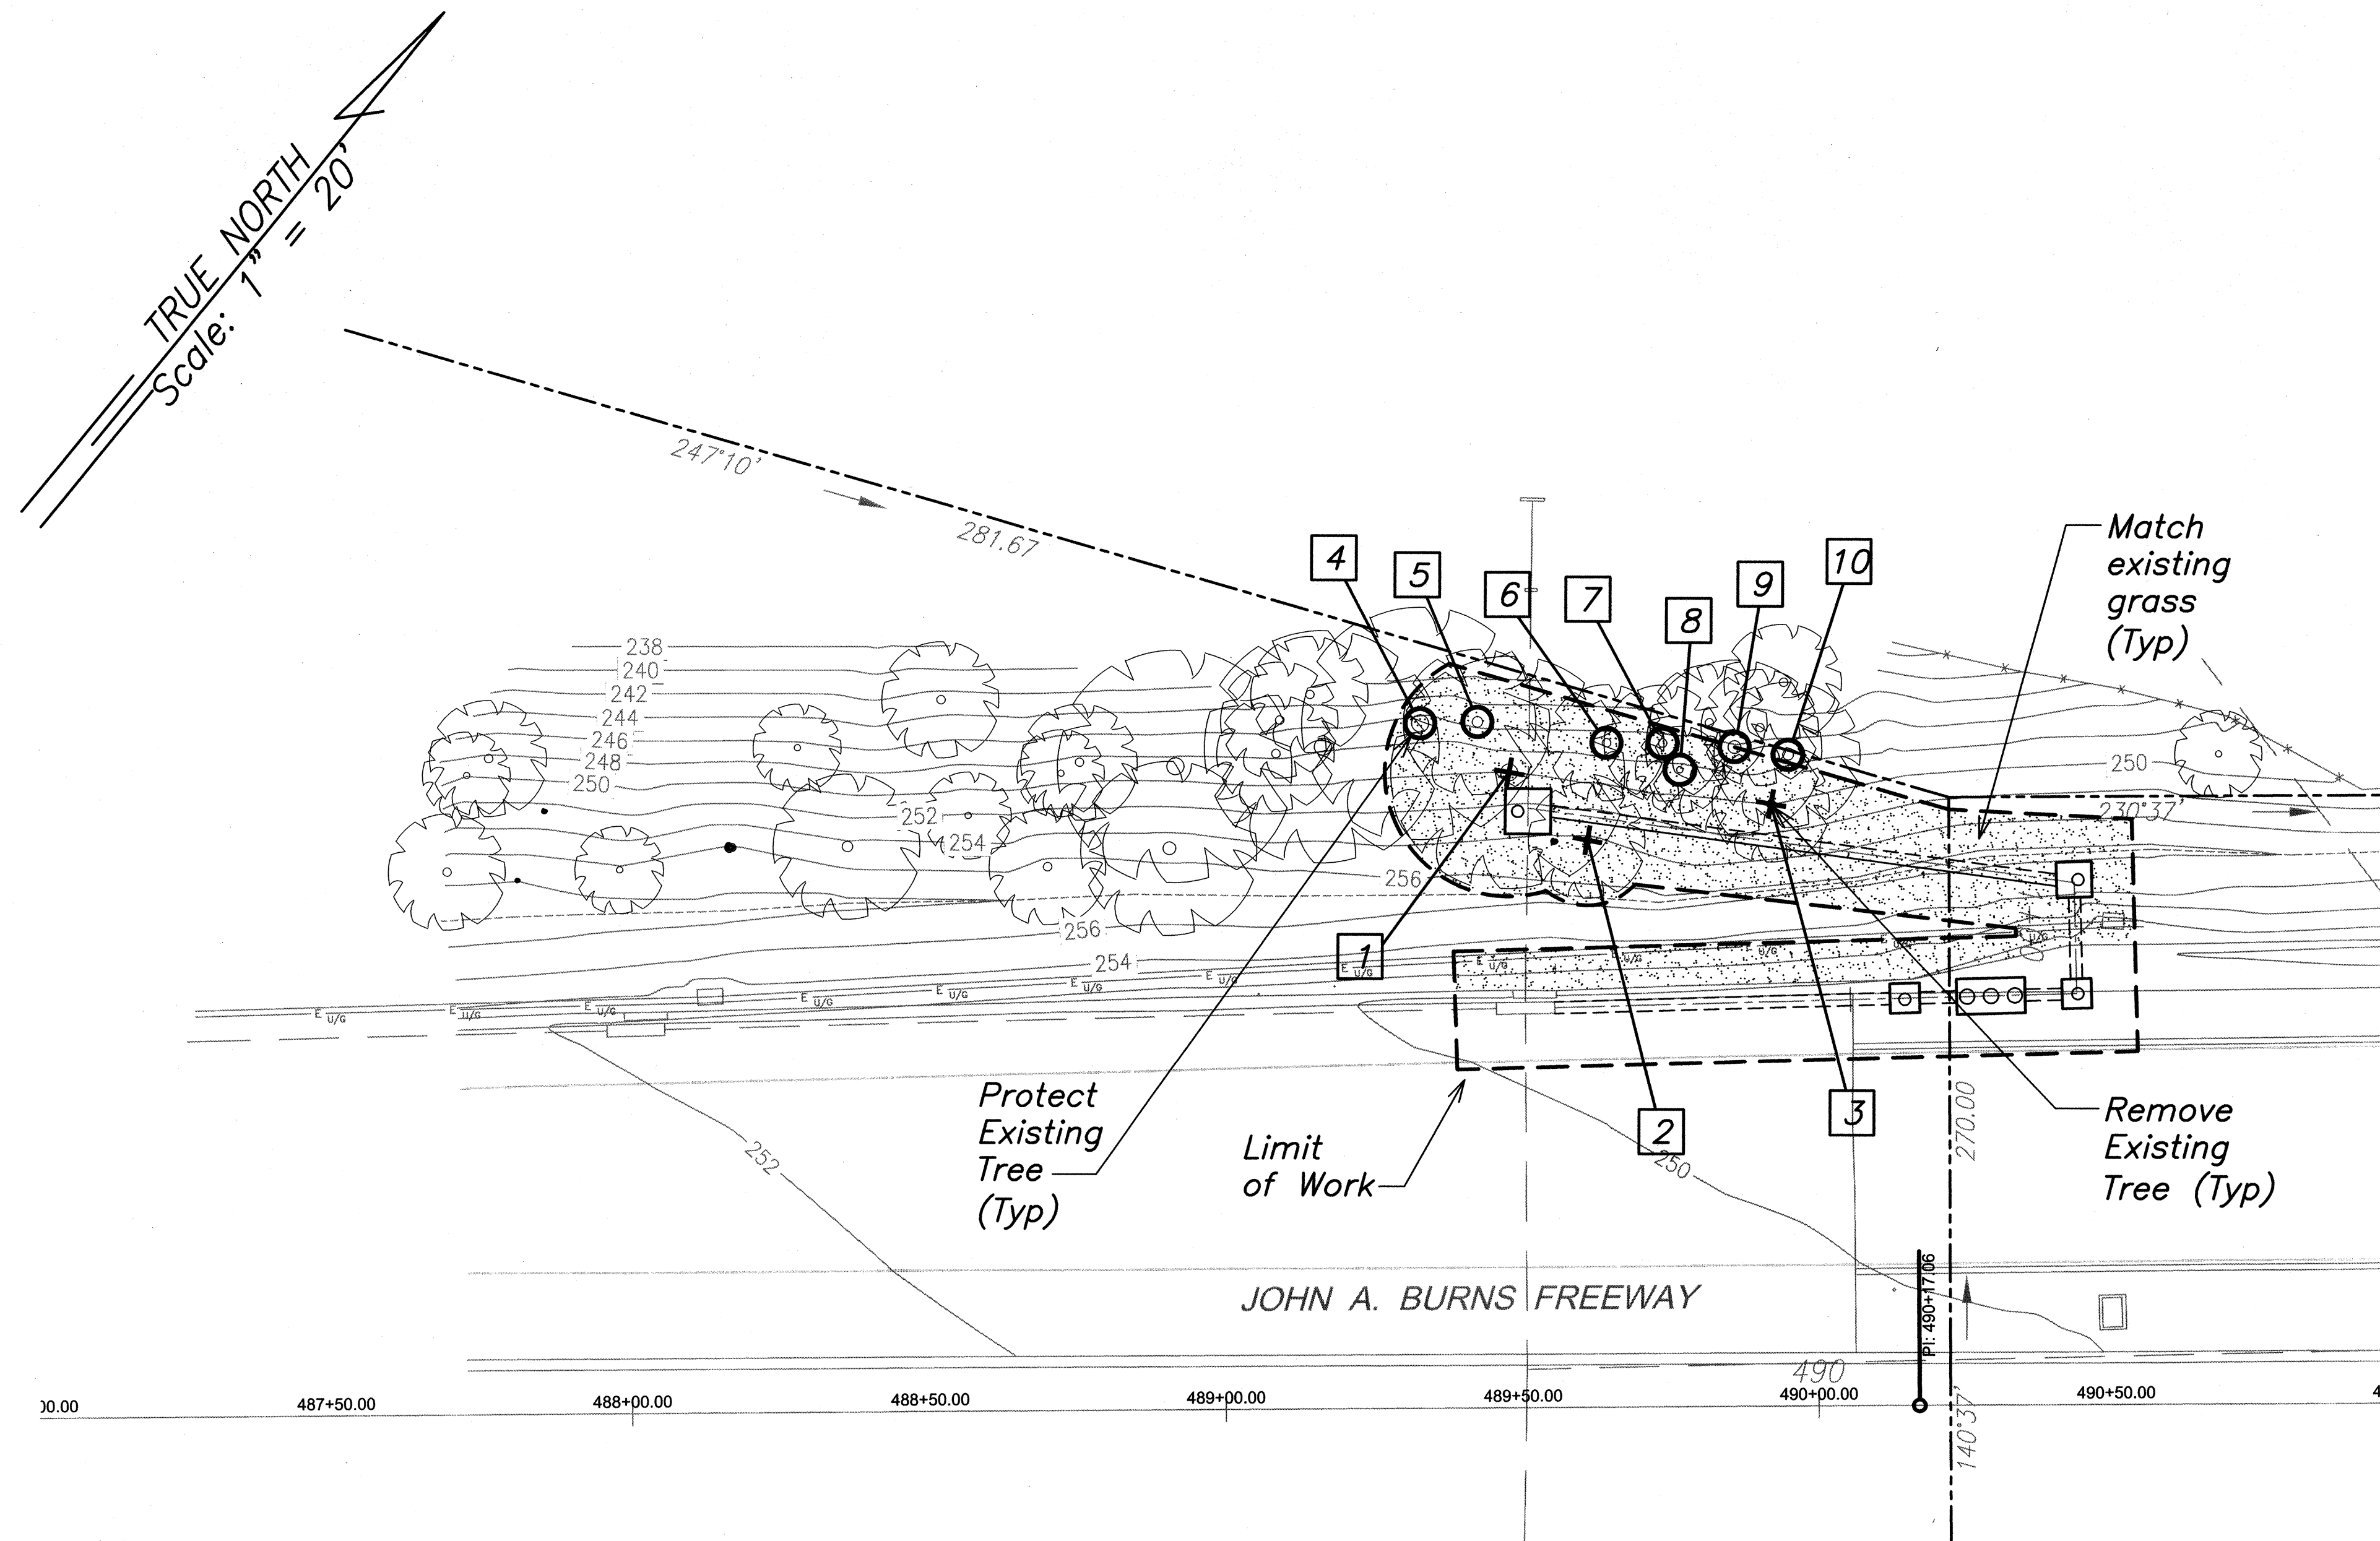 TRUE NORTH
Scale: 1" = 20'
247°10'
281.67
4
5
6
7
8
9
10
Match
existing
grass
(Typ)
238
240
242
244
246
248
250
252
254
256
256
254
250
230°37'
1
2
3
E U/G
E U/G
E U/G
E U/G
E U/G
E U/G
E U/G
E U/G
E U/G
U/G
U/G
U/G
U/G
Protect
Existing
Tree
(Typ)
Limit
of Work
Remove
Existing
Tree (Typ)
252
250
270.00
JOHN A. BURNS FREEWAY
PI: 490+17.06
490
140°37'
00.00
487+50.00
488+00.00
488+50.00
489+00.00
489+50.00
490+00.00
490+50.00
4